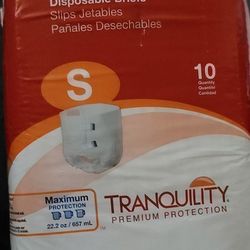 Disposable Briefs
Slips Jetables
Pañales Desechables
S
10
Quantity
Quantité
Cantidad
Maximum
PROTECTION
22.2 oz / 657 mL
TRANQUILITY
PREMIUM PROTECTION